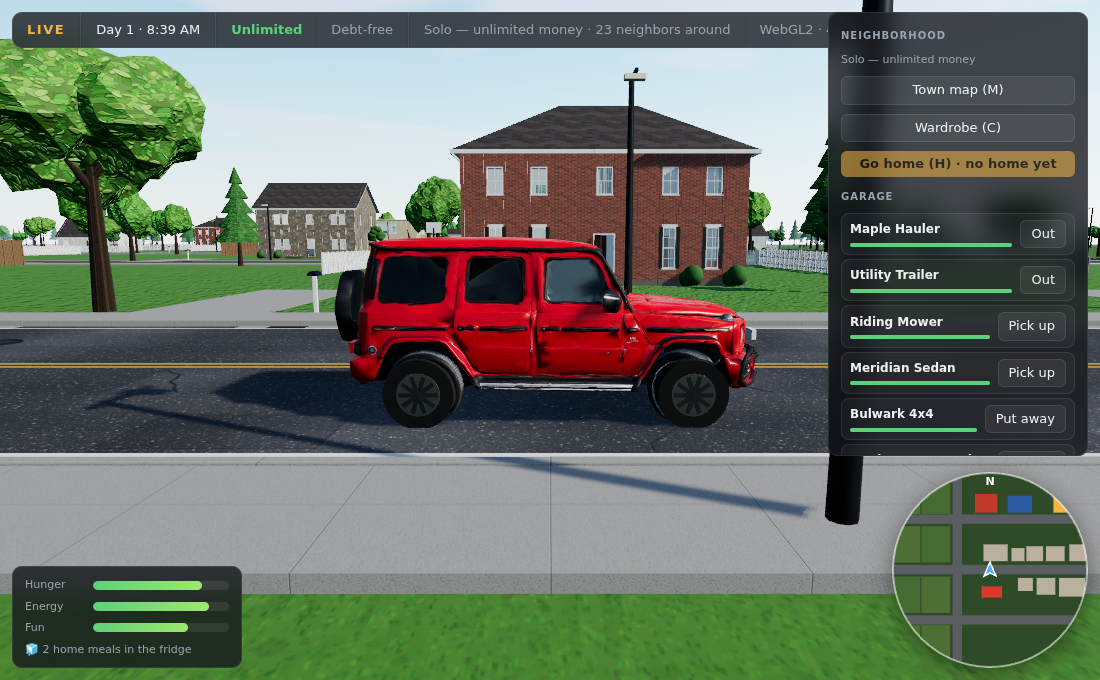 LIVE
Day 1 · 8:39 AM
Unlimited
Debt-free
Solo — unlimited money · 23 neighbors around
WebGL2 ·
NEIGHBORHOOD
Solo — unlimited money
Town map (M)
Wardrobe (C)
Go home (H) · no home yet
GARAGE
Maple Hauler
Out
Utility Trailer
Out
Riding Mower
Pick up
Meridian Sedan
Pick up
Bulwark 4x4
Put away
N
Hunger
Energy
Fun
2 home meals in the fridge